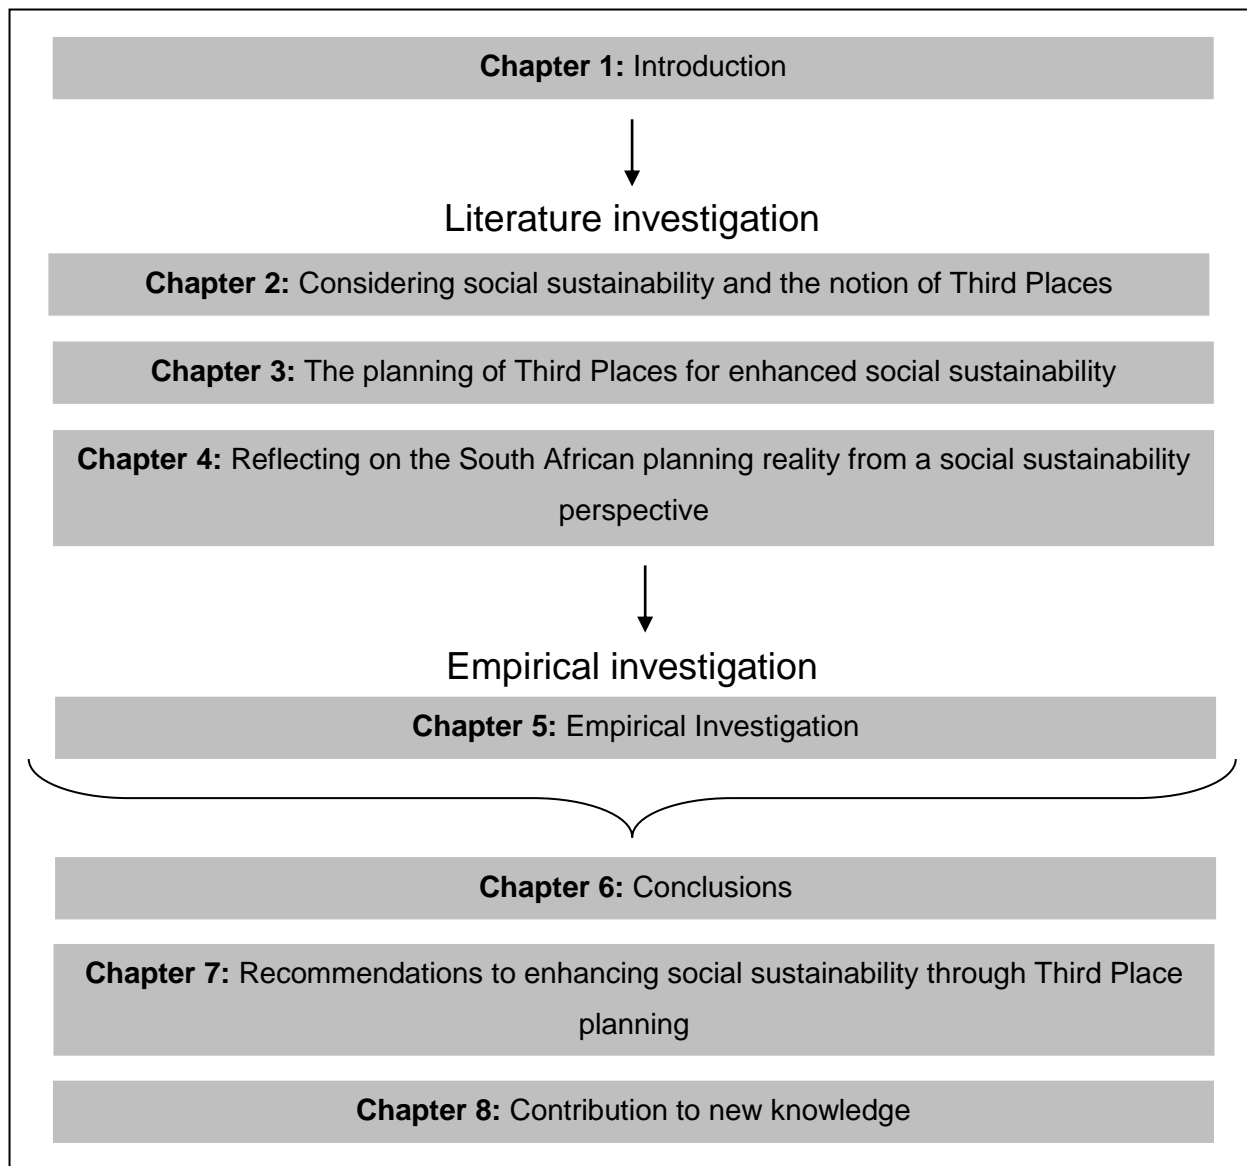 Chapter 1: Introduction
Literature investigation
Chapter 2: Considering social sustainability and the notion of Third Places
Chapter 3: The planning of Third Places for enhanced social sustainability
Chapter 4: Reflecting on the South African planning reality from a social sustainability
perspective
Empirical investigation
Chapter 5: Empirical Investigation
Chapter 6: Conclusions
Chapter 7: Recommendations to enhancing social sustainability through Third Place
planning
Chapter 8: Contribution to new knowledge